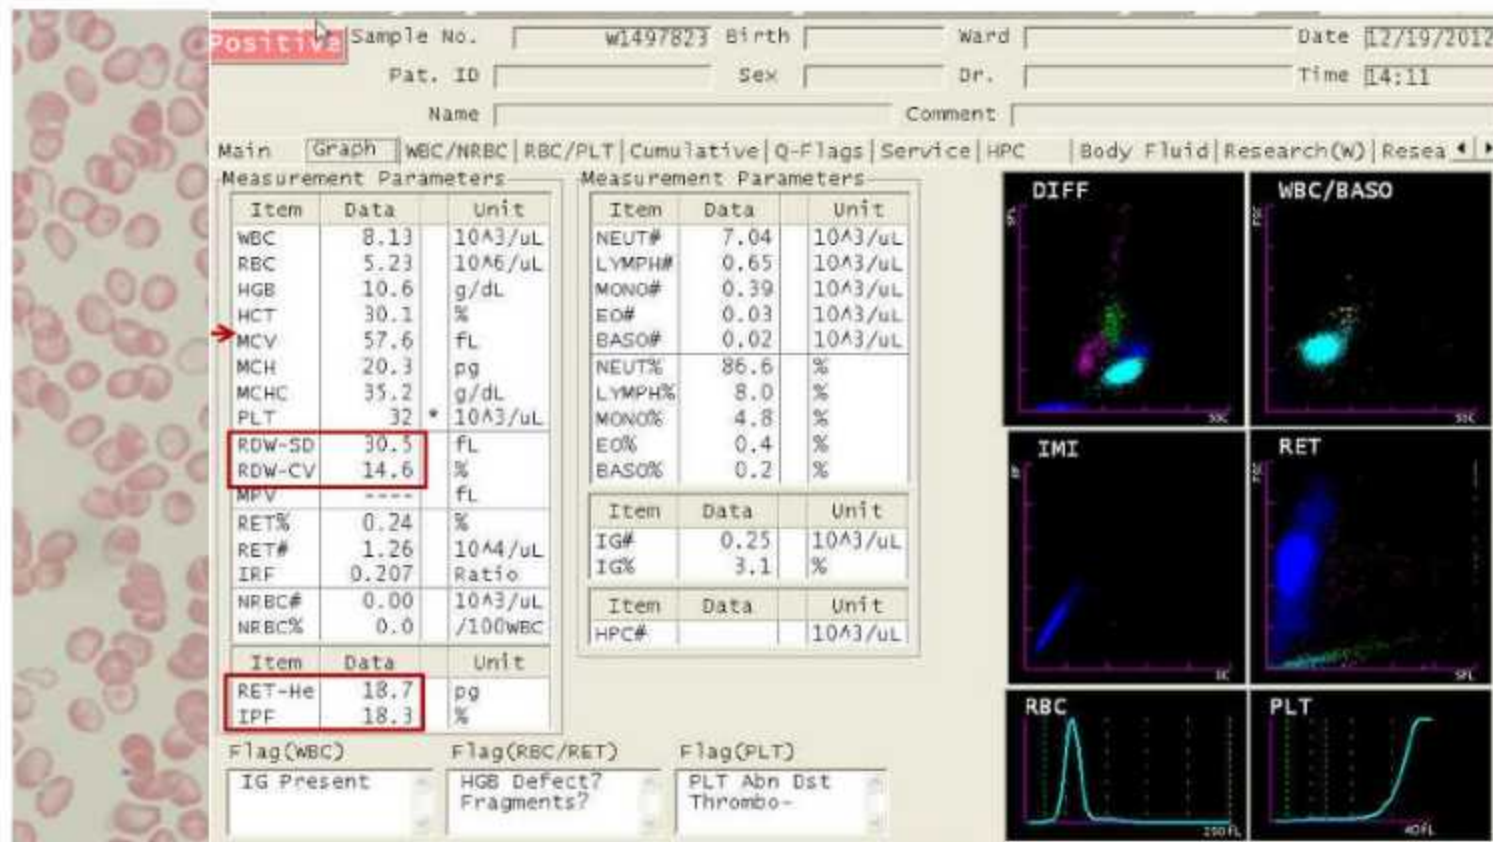 Positive Sample No. W1497823 Birth Ward Date 12/19/2012
Pat. ID Sex Dr. Time 14:11
Name Comment
Main Graph WBC/NRBC RBC/PLT Cumulative Q-Flags Service HPC Body Fluid Research(W) Resea
Measurement Parameters
Item Data Unit
WBC 8.13 10^3/uL
RBC 5.23 10^6/uL
HGB 10.6 g/dL
HCT 30.1 %
MCV 57.6 fL
MCH 20.3 pg
MCHC 35.2 g/dL
PLT 32 * 10^3/uL
RDW-SD 30.5 fL
RDW-CV 14.6 %
MPV ---- fL
RET% 0.24 %
RET# 1.26 10^4/uL
IRF 0.207 Ratio
NRBC# 0.00 10^3/uL
NRBC% 0.0 /100WBC
Item Data Unit
RET-He 18.7 pg
IPF 18.3 %
Measurement Parameters
Item Data Unit
NEUT# 7.04 10^3/uL
LYMPH# 0.65 10^3/uL
MONO# 0.39 10^3/uL
EO# 0.03 10^3/uL
BASO# 0.02 10^3/uL
NEUT% 86.6 %
LYMPH% 8.0 %
MONO% 4.8 %
EO% 0.4 %
BASO% 0.2 %
Item Data Unit
IG# 0.25 10^3/uL
IG% 3.1 %
Item Data Unit
HPC# 10^3/uL
Flag(WBC)
IG Present
Flag(RBC/RET)
HGB Defect?
Fragments?
Flag(PLT)
PLT Abn Dst
Thrombo-
DIFF
SFL
SSC
WBC/BASO
FSC
SSC
IMI
RF
DC
RET
FSC
SFL
RBC
250fL
PLT
40fL